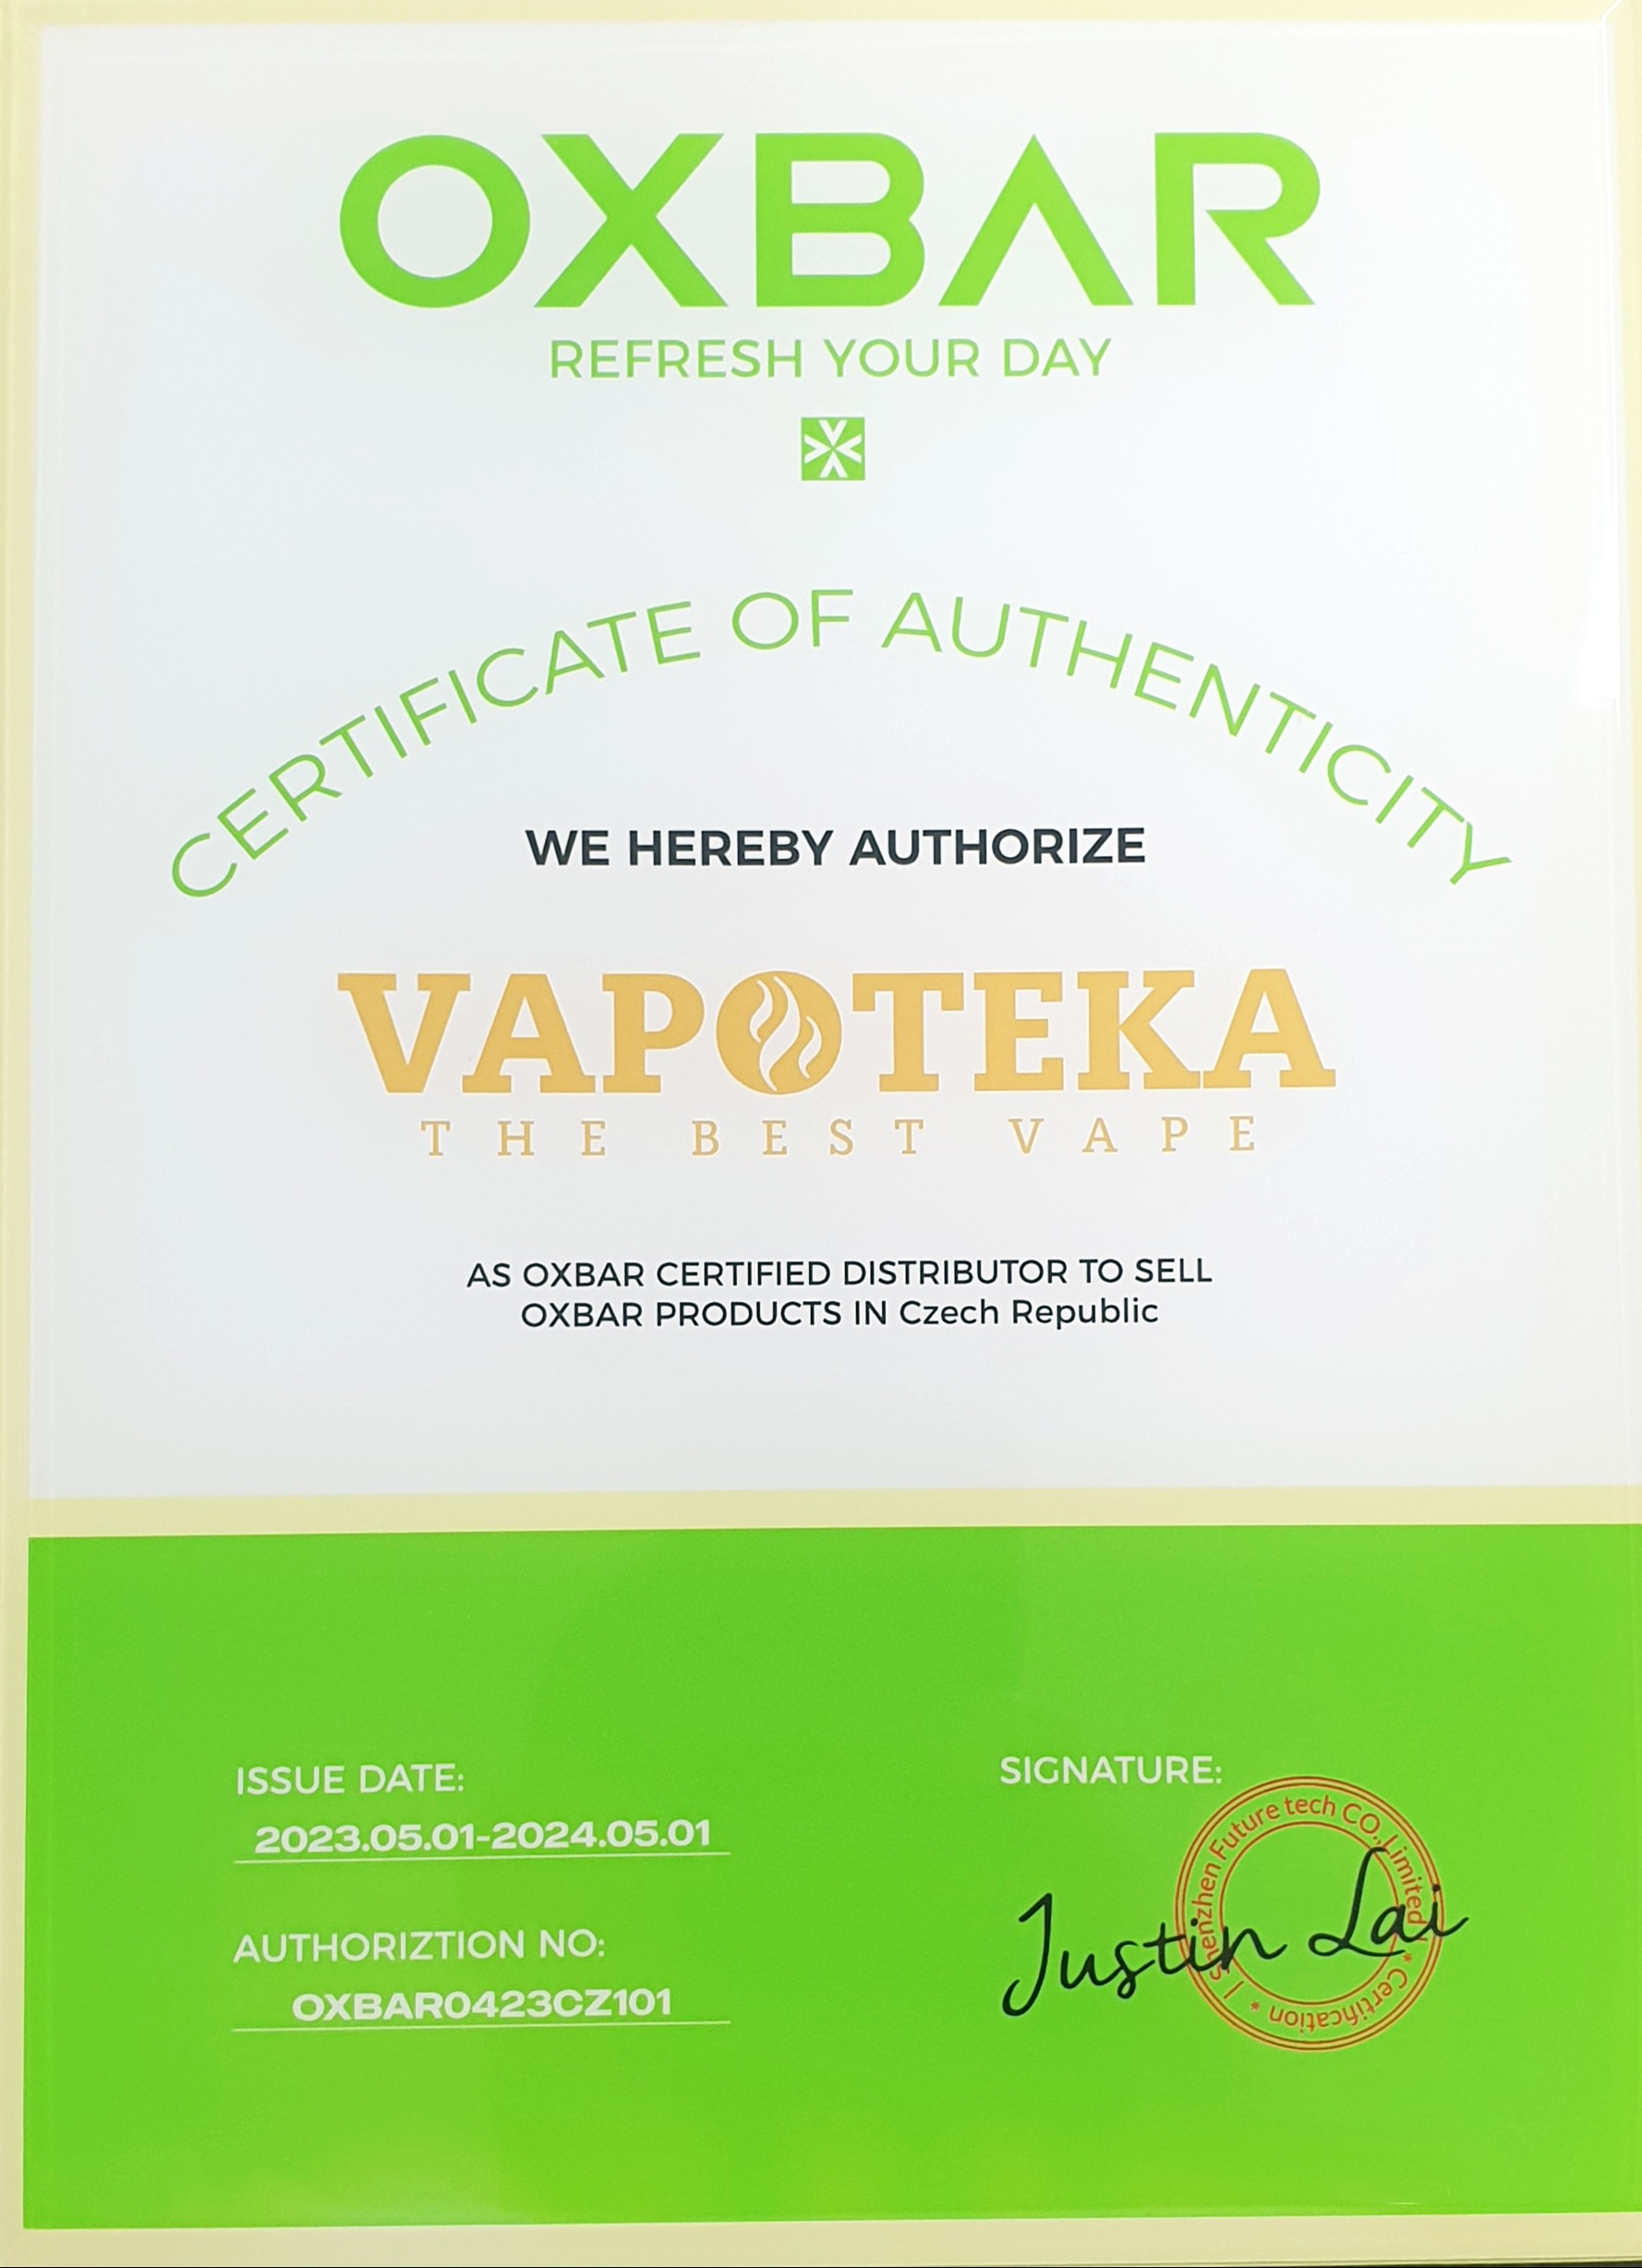 OXBAR
REFRESH YOUR DAY
CERTIFICATE OF AUTHENTICITY
WE HEREBY AUTHORIZE
VAPOTEKA
THE BEST VAPE
AS OXBAR CERTIFIED DISTRIBUTOR TO SELL
OXBAR PRODUCTS IN Czech Republic
ISSUE DATE:
2023.05.01-2024.05.01
AUTHORIZTION NO:
OXBAR0423CZ101
SIGNATURE:
Justin Lai
Shenzhen Future tech CO., Limited
* Certification *